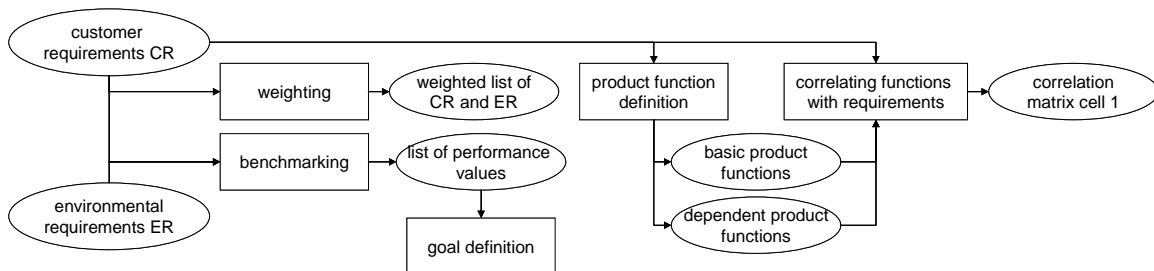 customer
requirements CR
weighting
weighted list of
CR and ER
product function
definition
correlating functions
with requirements
correlation
matrix cell 1
benchmarking
list of performance
values
basic product
functions
environmental
requirements ER
goal definition
dependent product
functions